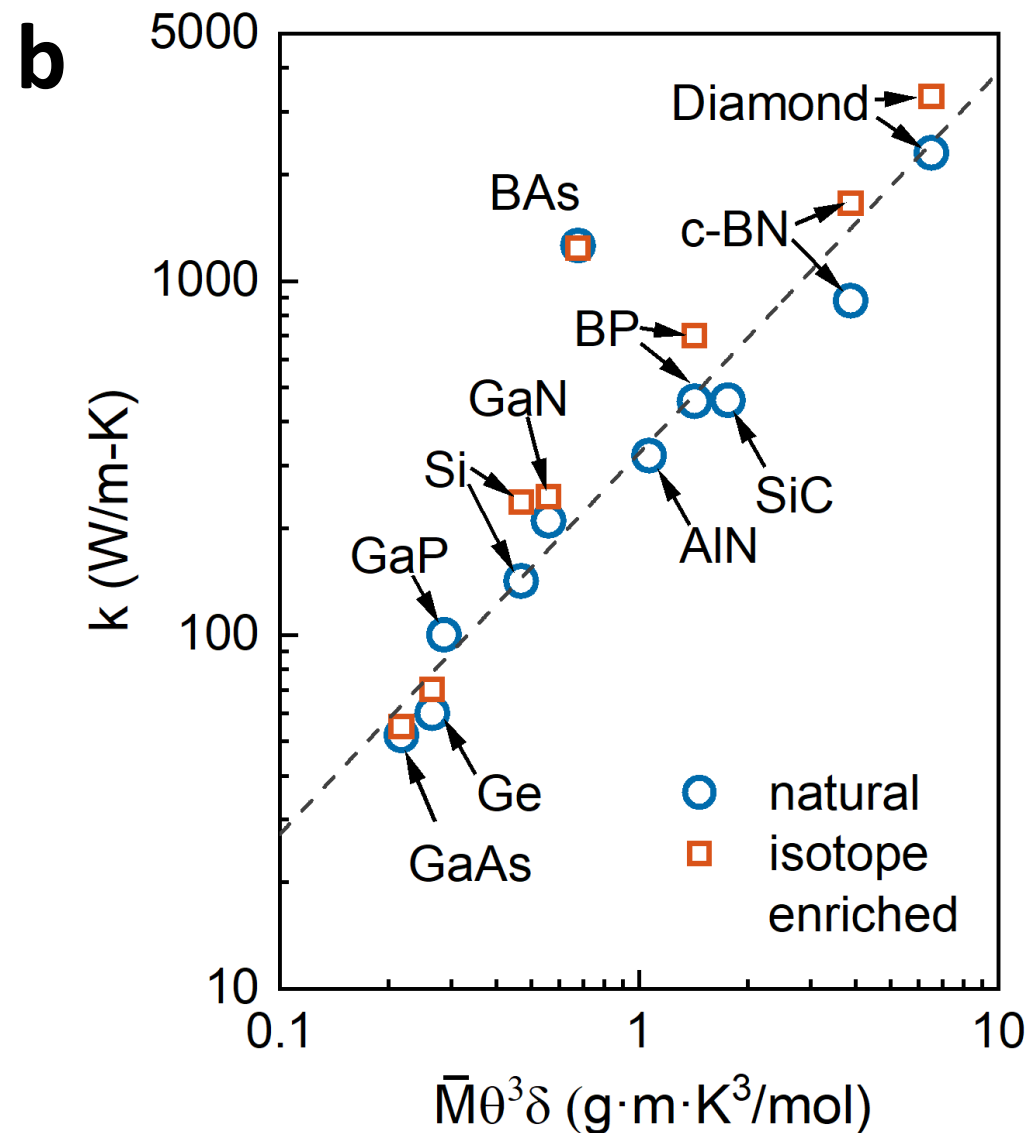 b
5000
Diamond
BAs
c-BN
1000
BP
GaN
Si
SiC
GaP
AlN
k (W/m-K)
100
Ge
natural
GaAs
isotope
enriched
10
0.1
1
10
M̄θ³δ (g·m·K³/mol)